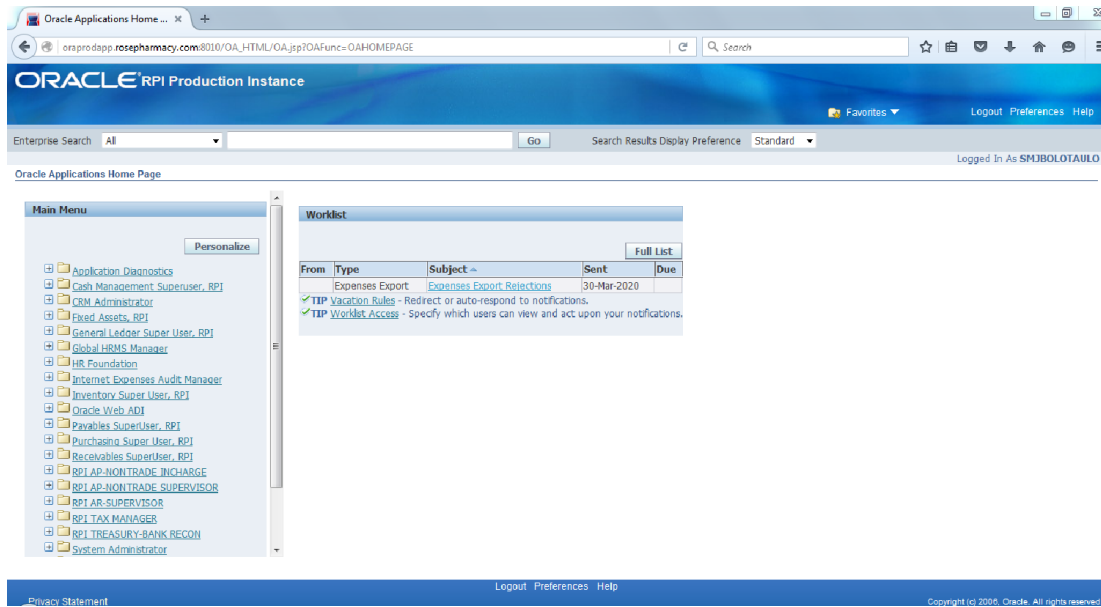 Oracle Applications Home ... × +
oraprodapp.rosepharmacy.com:8010/OA_HTML/OA.jsp?OAFunc=OAHOMEPAGE
Search
ORACLE RPI Production Instance
Favorites
Logout Preferences Help
Enterprise Search All
Go
Search Results Display Preference Standard
Logged In As SMJBOLOTAULO
Oracle Applications Home Page
Main Menu
Personalize
Application Diagnostics
Cash Management Superuser, RPI
CRM Administrator
Fixed Assets, RPI
General Ledger Super User, RPI
Global HRMS Manager
HR Foundation
Internet Expenses Audit Manager
Inventory Super User, RPI
Oracle Web ADI
Payables SuperUser, RPI
Purchasing Super User, RPI
Receivables SuperUser, RPI
RPI AP-NONTRADE INCHARGE
RPI AP-NONTRADE SUPERVISOR
RPI AR-SUPERVISOR
RPI TAX MANAGER
RPI TREASURY-BANK RECON
System Administrator
Worklist
Full List
From Type Subject Sent Due
Expenses Export Expenses Export Rejections 30-Mar-2020
TIP Vacation Rules - Redirect or auto-respond to notifications.
TIP Worklist Access - Specify which users can view and act upon your notifications.
Logout Preferences Help
Privacy Statement
Copyright (c) 2006, Oracle. All rights reserved